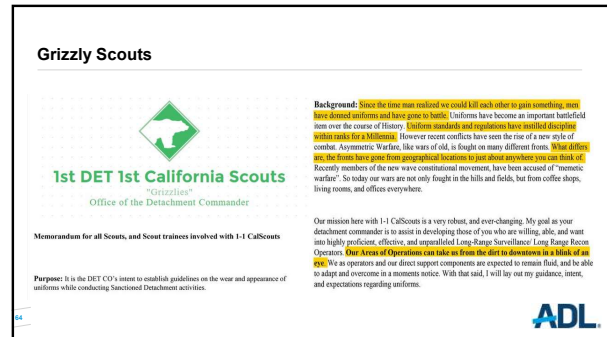 Grizzly Scouts
1st DET 1st California Scouts
"Grizzlies"
Office of the Detachment Commander
Memorandum for all Scouts, and Scout trainees involved with 1-1 CalScouts
Purpose: It is the DET CO's intent to establish guidelines on the wear and appearance of
uniforms while conducting Sanctioned Detachment activities.
Background: Since the time man realized we could kill each other to gain something, men
have donned uniforms and have gone to battle. Uniforms have become an important battlefield
item over the course of History. Uniform standards and regulations have instilled discipline
within ranks for a Millennia. However recent conflicts have seen the rise of a new style of
combat. Asymmetric Warfare, like wars of old, is fought on many different fronts. What differs
are, the fronts have gone from geographical locations to just about anywhere you can think of.
Recently members of the new wave constitutional movement, have been accused of "memetic
warfare". So today our wars are not only fought in the hills and fields, but from coffee shops,
living rooms, and offices everywhere.
Our mission here with 1-1 CalScouts is a very robust, and ever-changing. My goal as your
detachment commander is to assist in developing those of you who are willing, able, and want
into highly proficient, effective, and unparalleled Long-Range Surveillance/ Long Range Recon
Operators. Our Areas of Operations can take us from the dirt to downtown in a blink of an
eye. We as operators and our direct support components are expected to remain fluid, and be able
to adapt and overcome in a moments notice. With that said, I will lay out my guidance, intent,
and expectations regarding uniforms.
64
ADL